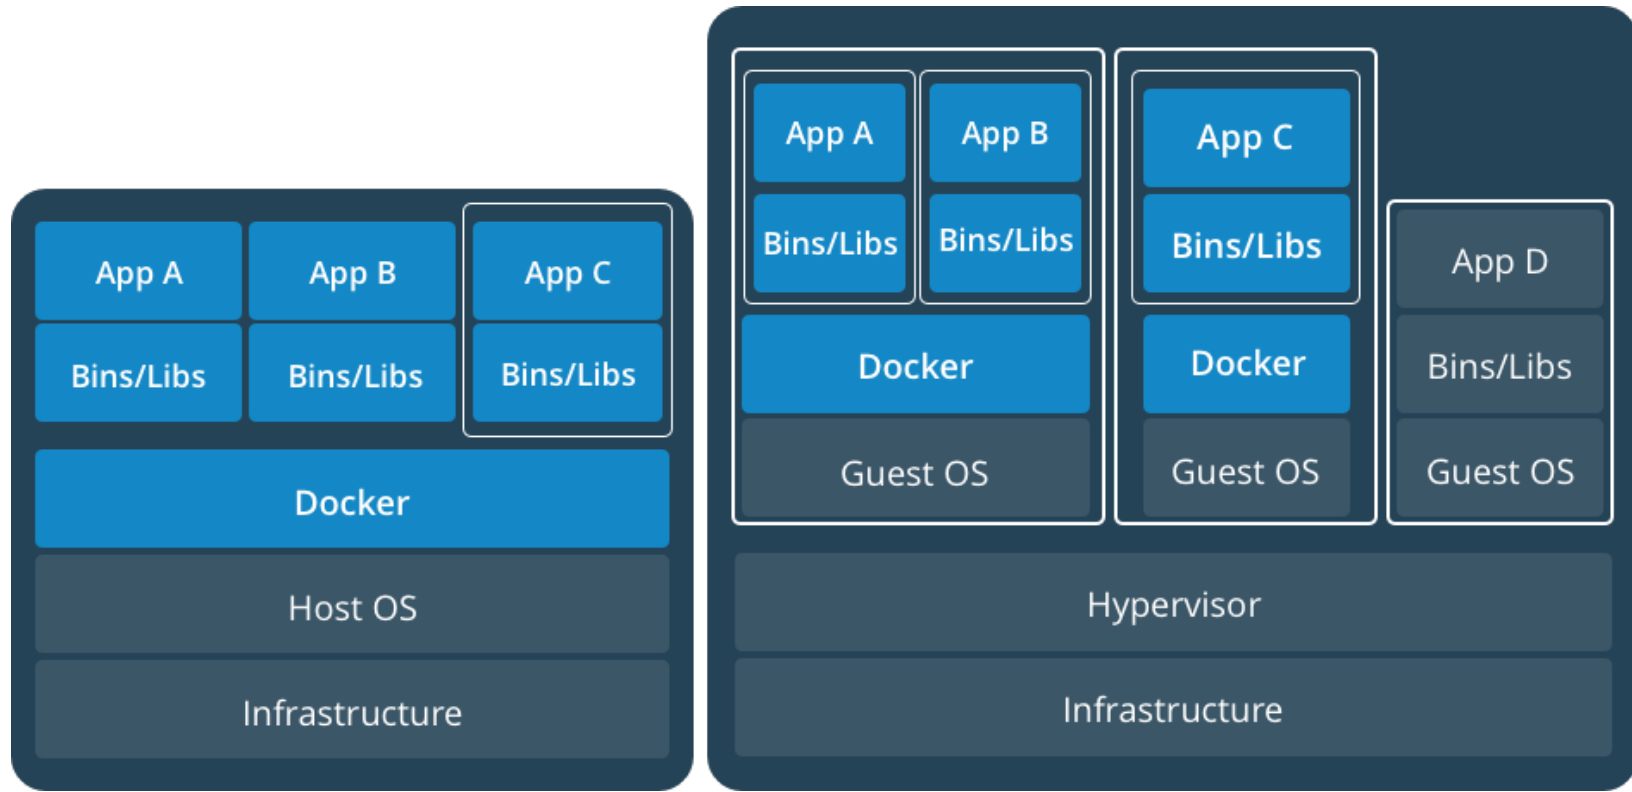 App A
App B
App C
Bins/Libs
Bins/Libs
Bins/Libs
Docker
Host OS
Infrastructure
App A
App B
Bins/Libs
Bins/Libs
Docker
Guest OS
App C
Bins/Libs
Docker
Guest OS
App D
Bins/Libs
Guest OS
Hypervisor
Infrastructure